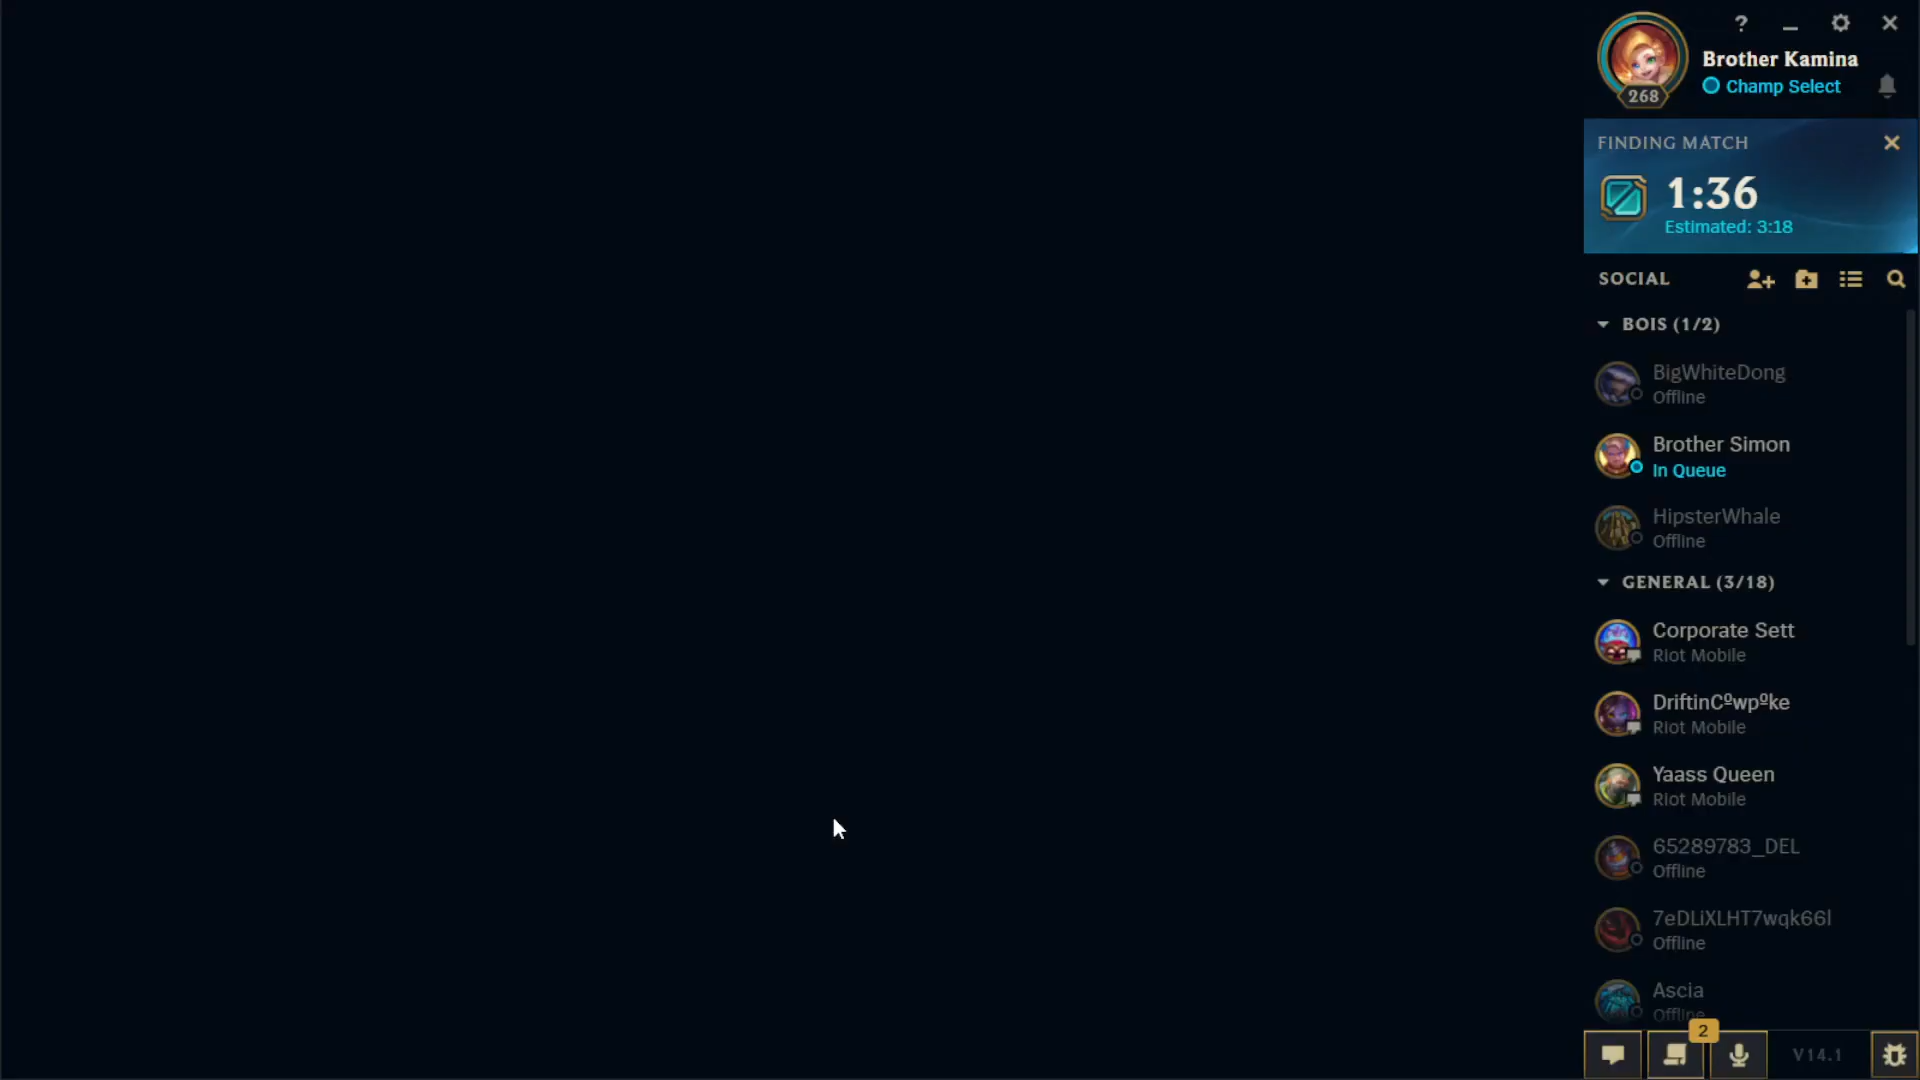 ?
Brother Kamina
Champ Select
268
FINDING MATCH
1:36
Estimated: 3:18
SOCIAL
BOIS (1/2)
BigWhiteDong
Offline
Brother Simon
In Queue
HipsterWhale
Offline
GENERAL (3/18)
Corporate Sett
Riot Mobile
DriftinCºwpºke
Riot Mobile
Yaass Queen
Riot Mobile
65289783_DEL
Offline
7eDLiXLHT7wqk66l
Offline
Ascia
Offline
2
V14.1